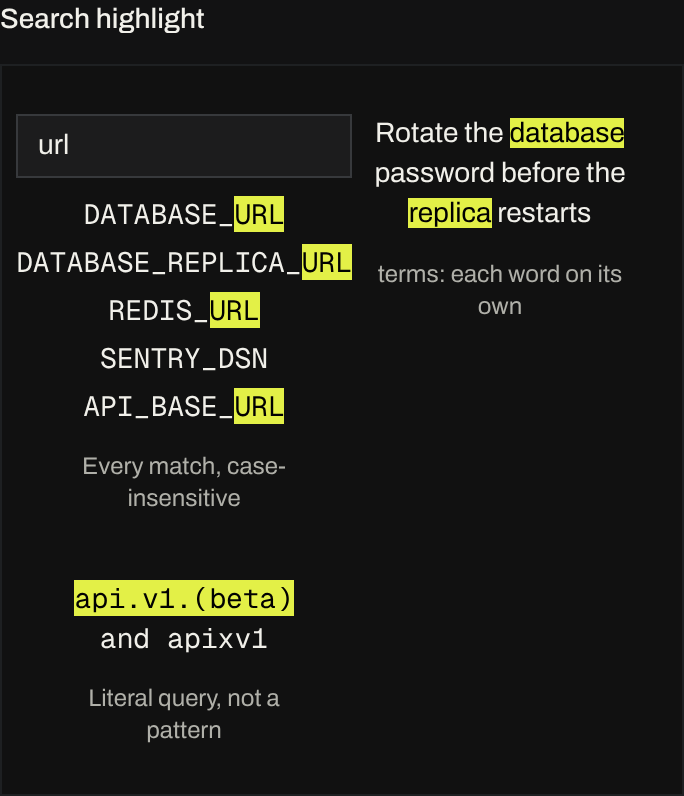 Search highlight
url
DATABASE_URL
DATABASE_REPLICA_URL
REDIS_URL
SENTRY_DSN
API_BASE_URL
Every match, case-
insensitive
Rotate the database
password before the
replica restarts
terms: each word on its
own
api.v1.(beta)
and apixv1
Literal query, not a
pattern